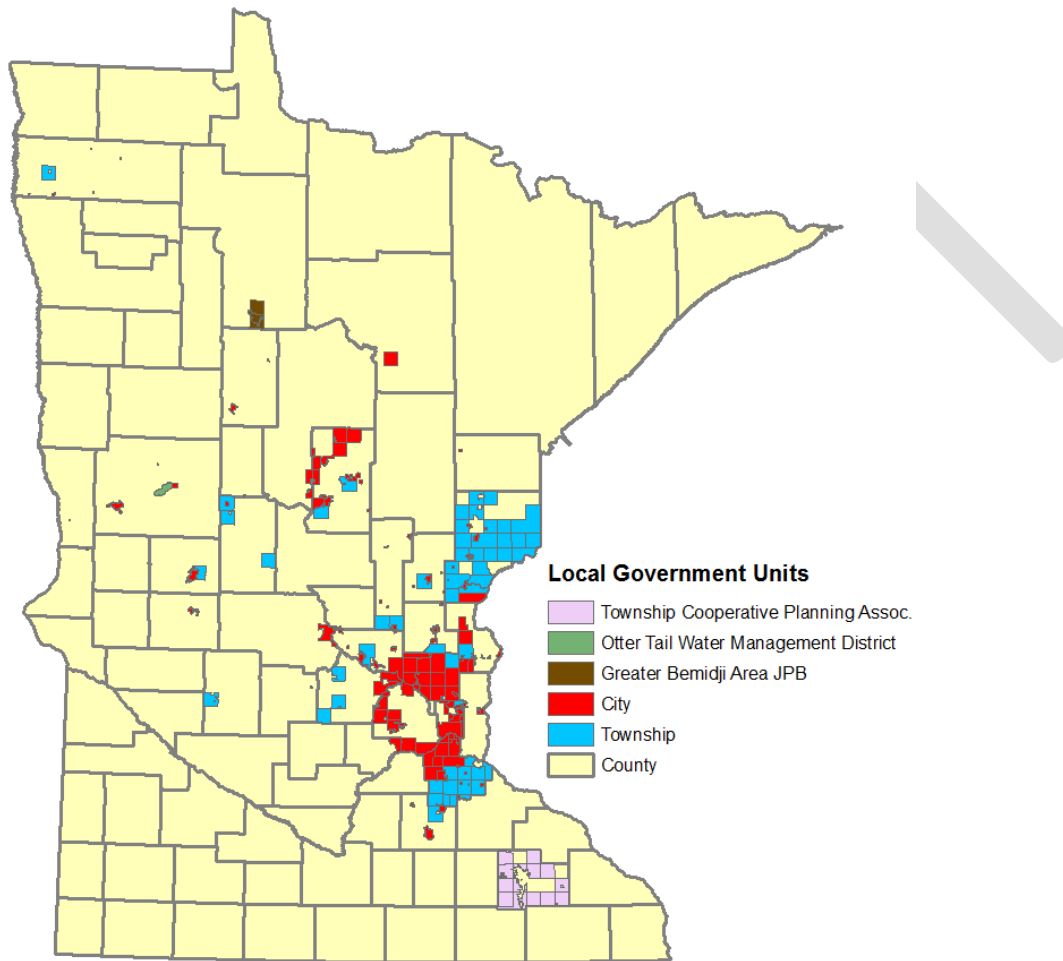 Local Government Units
Township Cooperative Planning Assoc.
Otter Tail Water Management District
Greater Bemidji Area JPB
City
Township
County